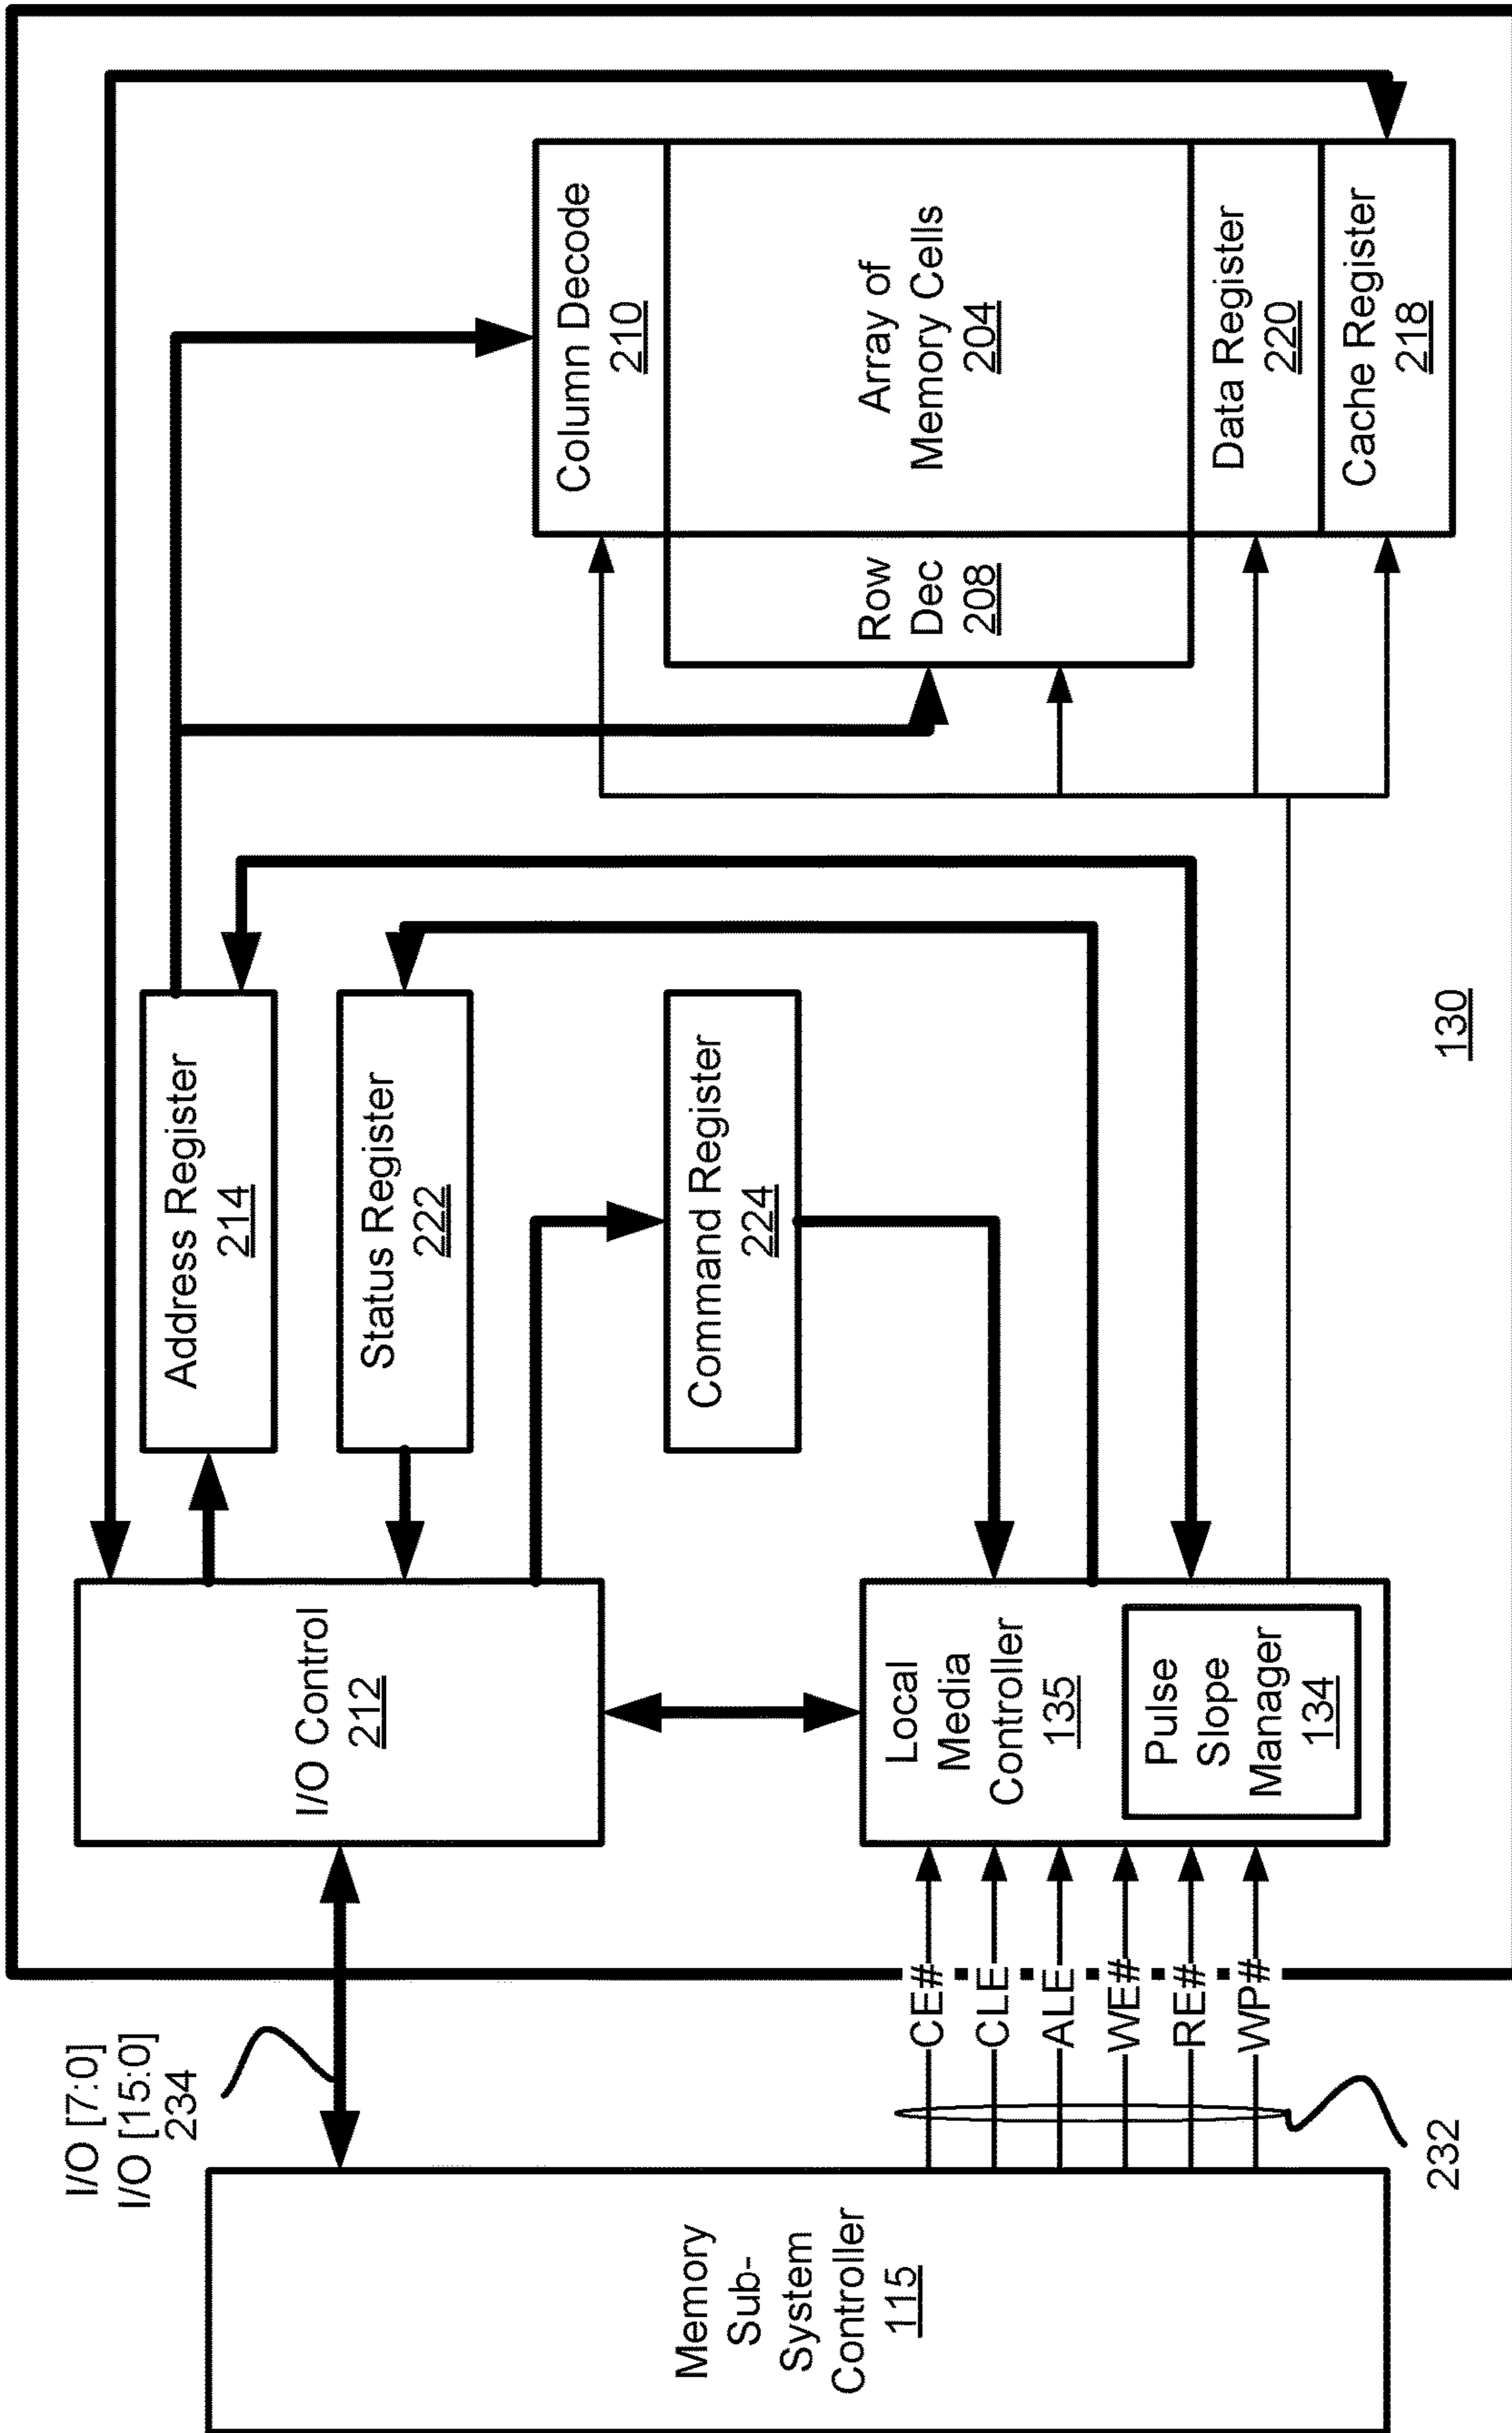 I/O [7:0]
I/O [15:0]
234
Memory
Sub-
System
Controller
115
CE#
CLE
ALE
WE#
RE#
WP#
232
I/O Control
212
Local
Media
Controller
135
Pulse
Slope
Manager
134
Address Register
214
Status Register
222
Command Register
224
Column Decode
210
Row
Dec
208
Array of
Memory Cells
204
Data Register
220
Cache Register
218
130